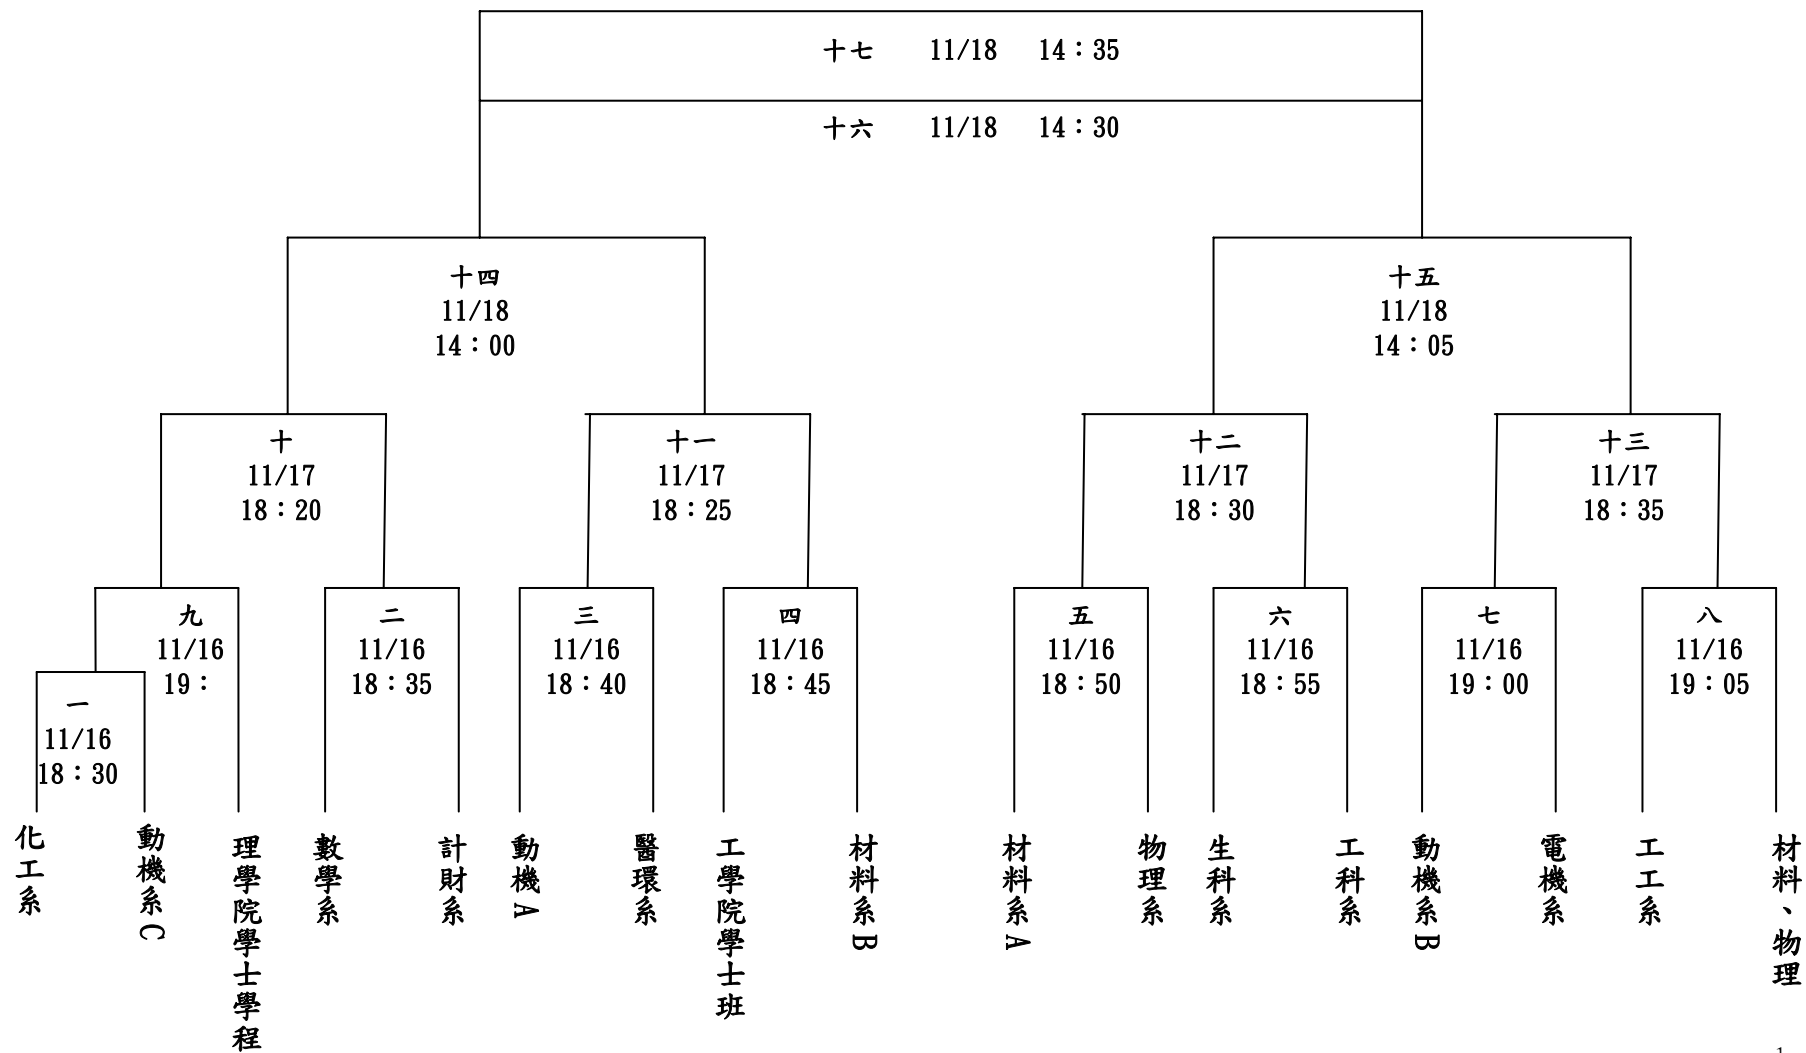 十七 11/18 14：35
十六 11/18 14：30
十四
11/18
14：00
十五
11/18
14：05
十
11/17
18：20
十一
11/17
18：25
十二
11/17
18：30
十三
11/17
18：35
九
11/16
19：
二
11/16
18：35
三
11/16
18：40
四
11/16
18：45
五
11/16
18：50
六
11/16
18：55
七
11/16
19：00
八
11/16
19：05
一
11/16
18：30
化工系
動機系C
理學院學士學程
數學系
計財系
動機A
醫環系
工學院學士班
材料系B
材料系A
物理系
生科系
工科系
動機系B
電機系
工工系
材料、物理
1